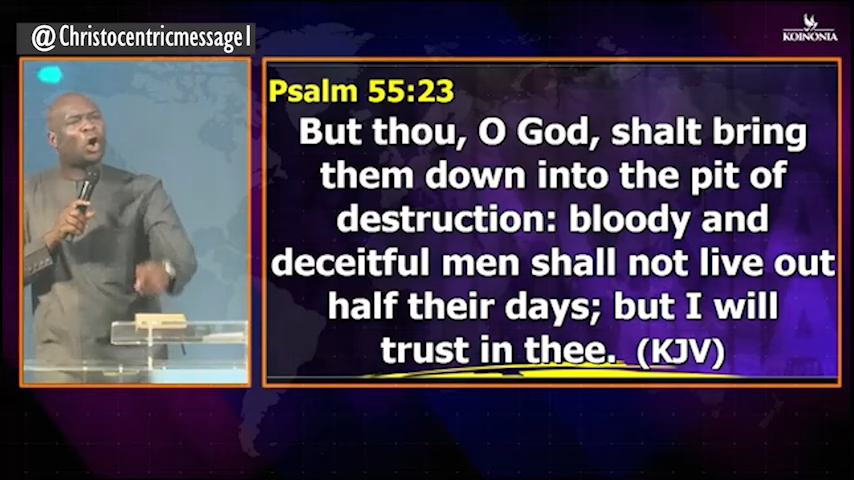 @Christocentricmessage1
KOINONIA
Psalm 55:23
But thou, O God, shalt bring
them down into the pit of
destruction: bloody and
deceitful men shall not live out
half their days; but I will
trust in thee. (KJV)